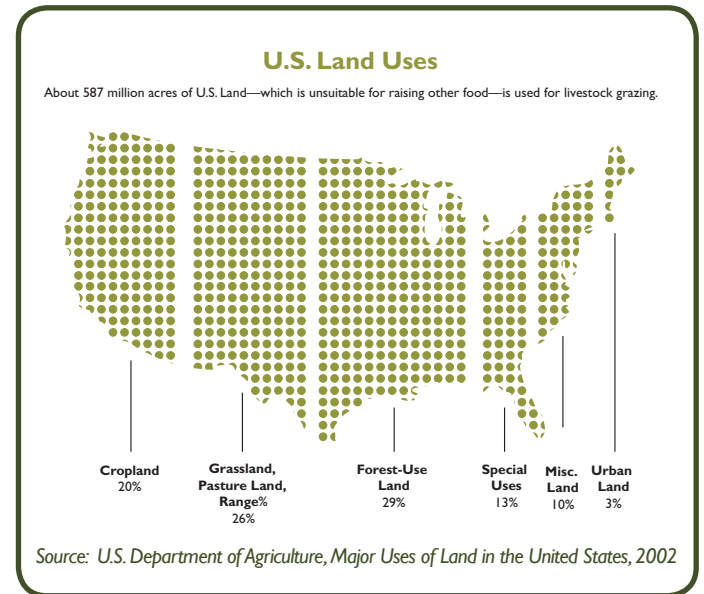 U.S. Land Uses
About 587 million acres of U.S. Land—which is unsuitable for raising other food—is used for livestock grazing.
Cropland
20%
Grassland,
Pasture Land,
Range%
26%
Forest-Use
Land
29%
Special
Uses
13%
Misc.
Land
10%
Urban
Land
3%
Source: U.S. Department of Agriculture, Major Uses of Land in the United States, 2002